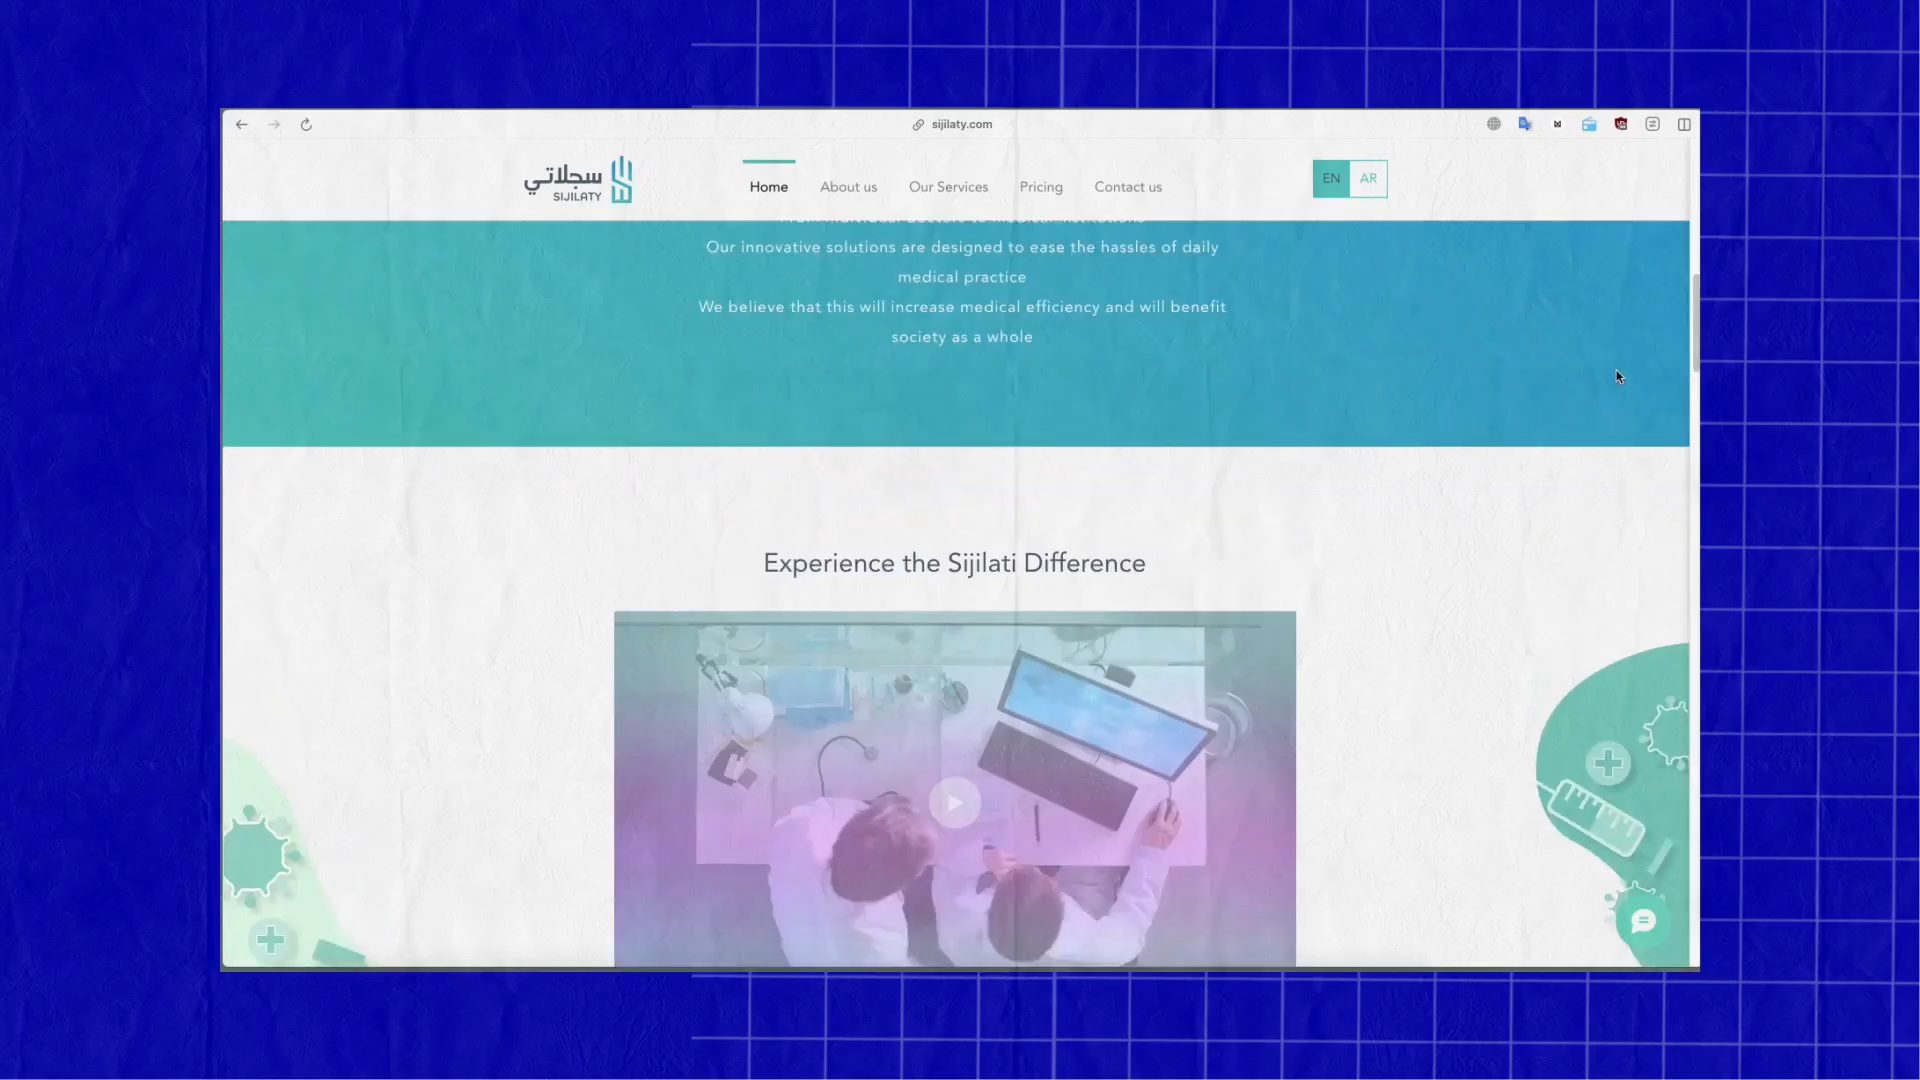 sijilaty.com
سجلاتي
SIJILATY
Home
About us
Our Services
Pricing
Contact us
EN
AR
Our innovative solutions are designed to ease the hassles of daily
medical practice
We believe that this will increase medical efficiency and will benefit
society as a whole
Experience the Sijilati Difference